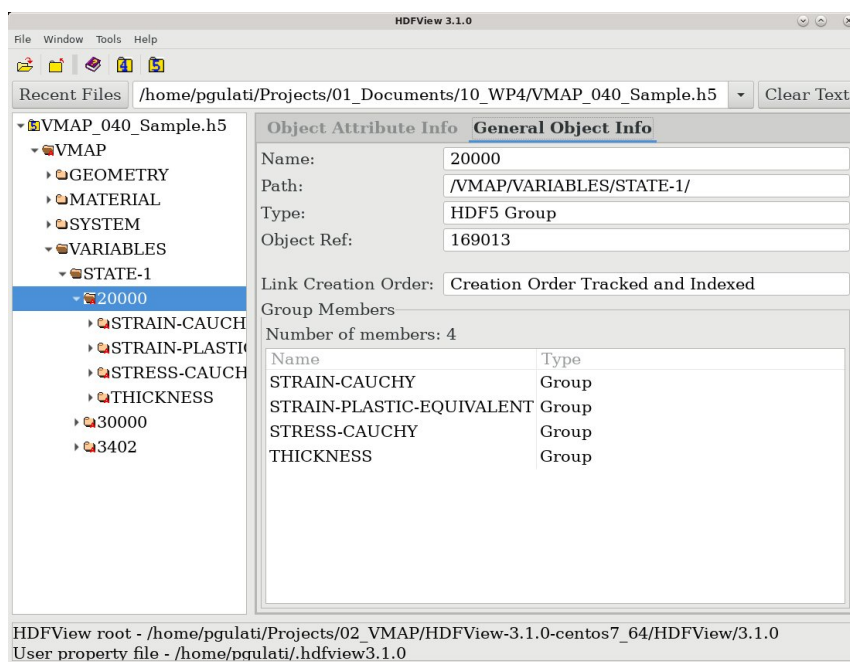 HDFView 3.1.0
File Window Tools Help
Recent Files /home/pgulati/Projects/01_Documents/10_WP4/VMAP_040_Sample.h5 Clear Text
VMAP_040_Sample.h5
VMAP
GEOMETRY
MATERIAL
SYSTEM
VARIABLES
STATE-1
20000
STRAIN-CAUCH
STRAIN-PLASTI
STRESS-CAUCH
THICKNESS
30000
3402
Object Attribute Info General Object Info
Name: 20000
Path: /VMAP/VARIABLES/STATE-1/
Type: HDF5 Group
Object Ref: 169013
Link Creation Order: Creation Order Tracked and Indexed
Group Members
Number of members: 4
Name Type
STRAIN-CAUCHY Group
STRAIN-PLASTIC-EQUIVALENT Group
STRESS-CAUCHY Group
THICKNESS Group
HDFView root - /home/pgulati/Projects/02_VMAP/HDFView-3.1.0-centos7_64/HDFView/3.1.0
User property file - /home/pgulati/.hdfview3.1.0